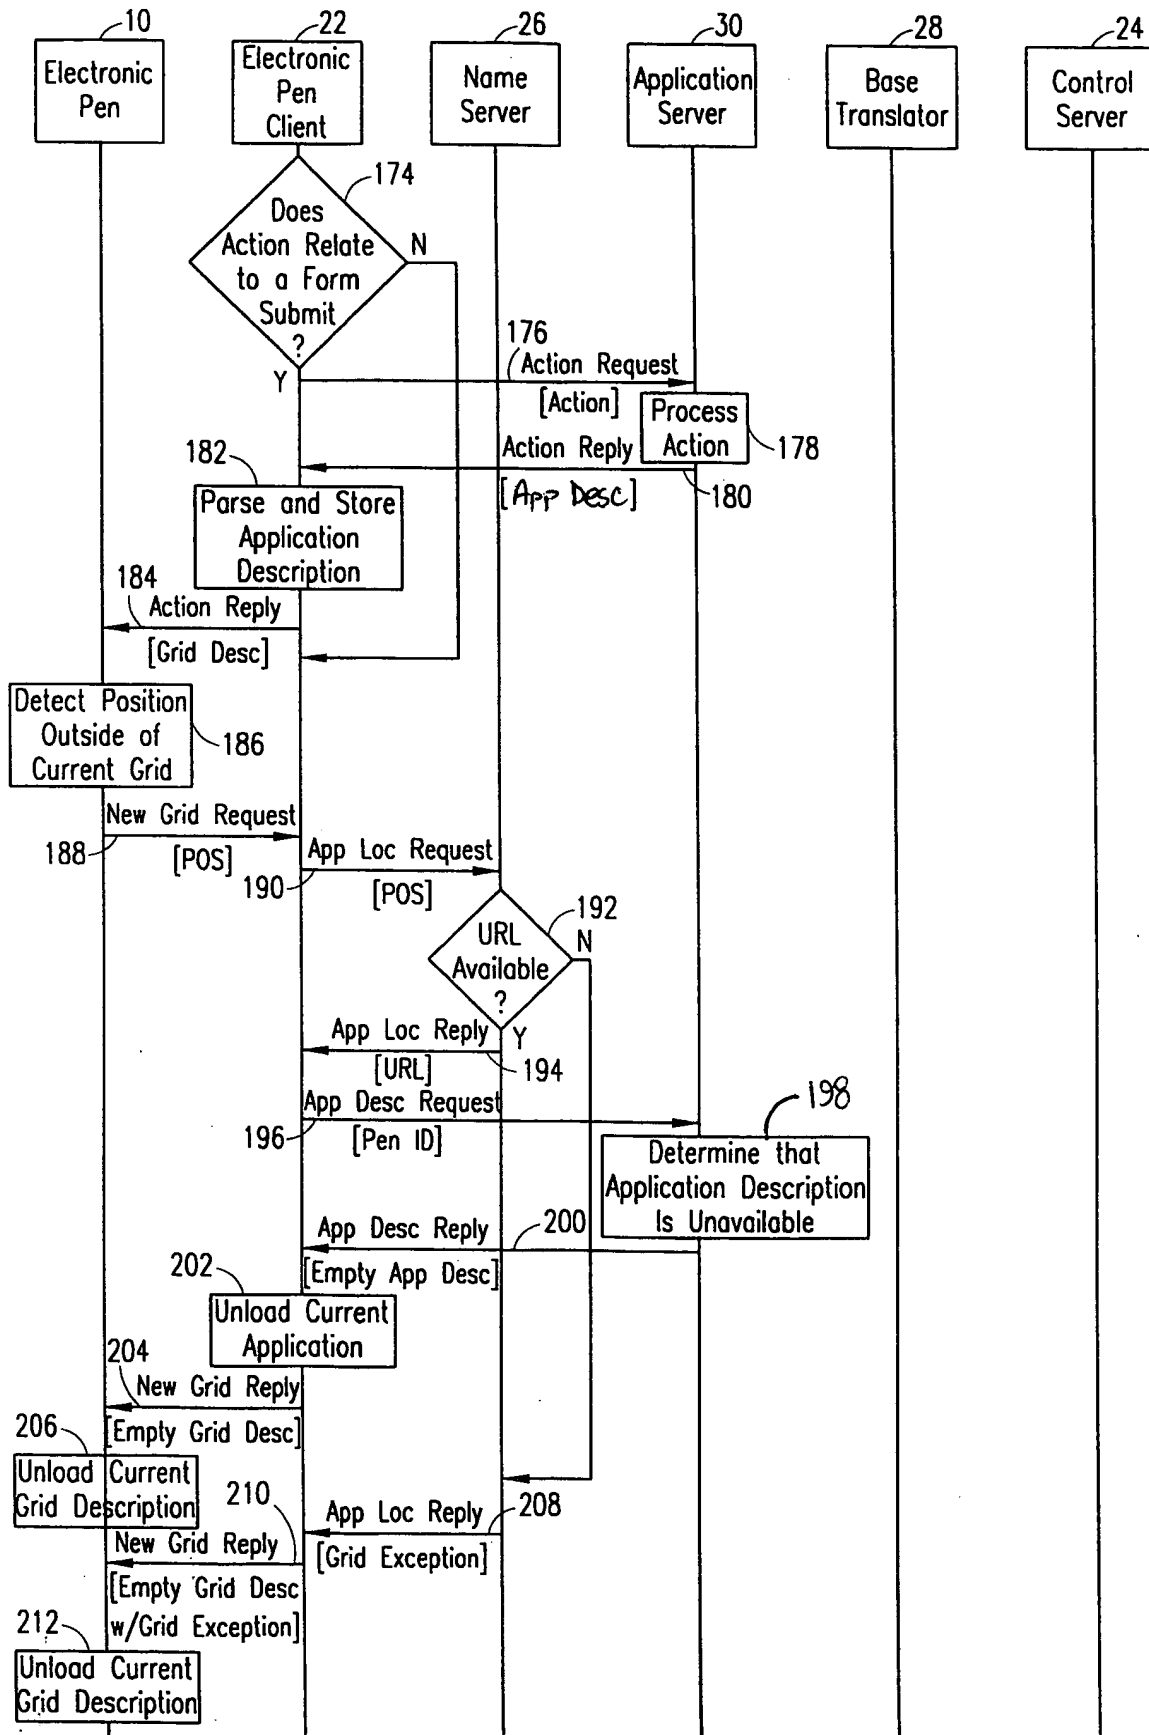 10
22
26
30
28
24
Electronic
Pen
Electronic
Pen
Client
Name
Server
Application
Server
Base
Translator
Control
Server
174
Does
Action Relate
to a Form
Submit
?
N
Y
176
Action Request
[Action]
Process
Action
178
Action Reply
180
[App Desc]
182
Parse and Store
Application
Description
184
Action Reply
[Grid Desc]
Detect Position
Outside of
Current Grid
186
New Grid Request
188
[POS]
App Loc Request
190
[POS]
192
URL
Available
?
N
Y
App Loc Reply
194
[URL]
App Desc Request
196
[Pen ID]
198
Determine that
Application Description
Is Unavailable
App Desc Reply
200
[Empty App Desc]
202
Unload Current
Application
204
New Grid Reply
[Empty Grid Desc]
206
Unload Current
Grid Description
App Loc Reply
208
[Grid Exception]
210
New Grid Reply
[Empty Grid Desc
w/Grid Exception]
212
Unload Current
Grid Description